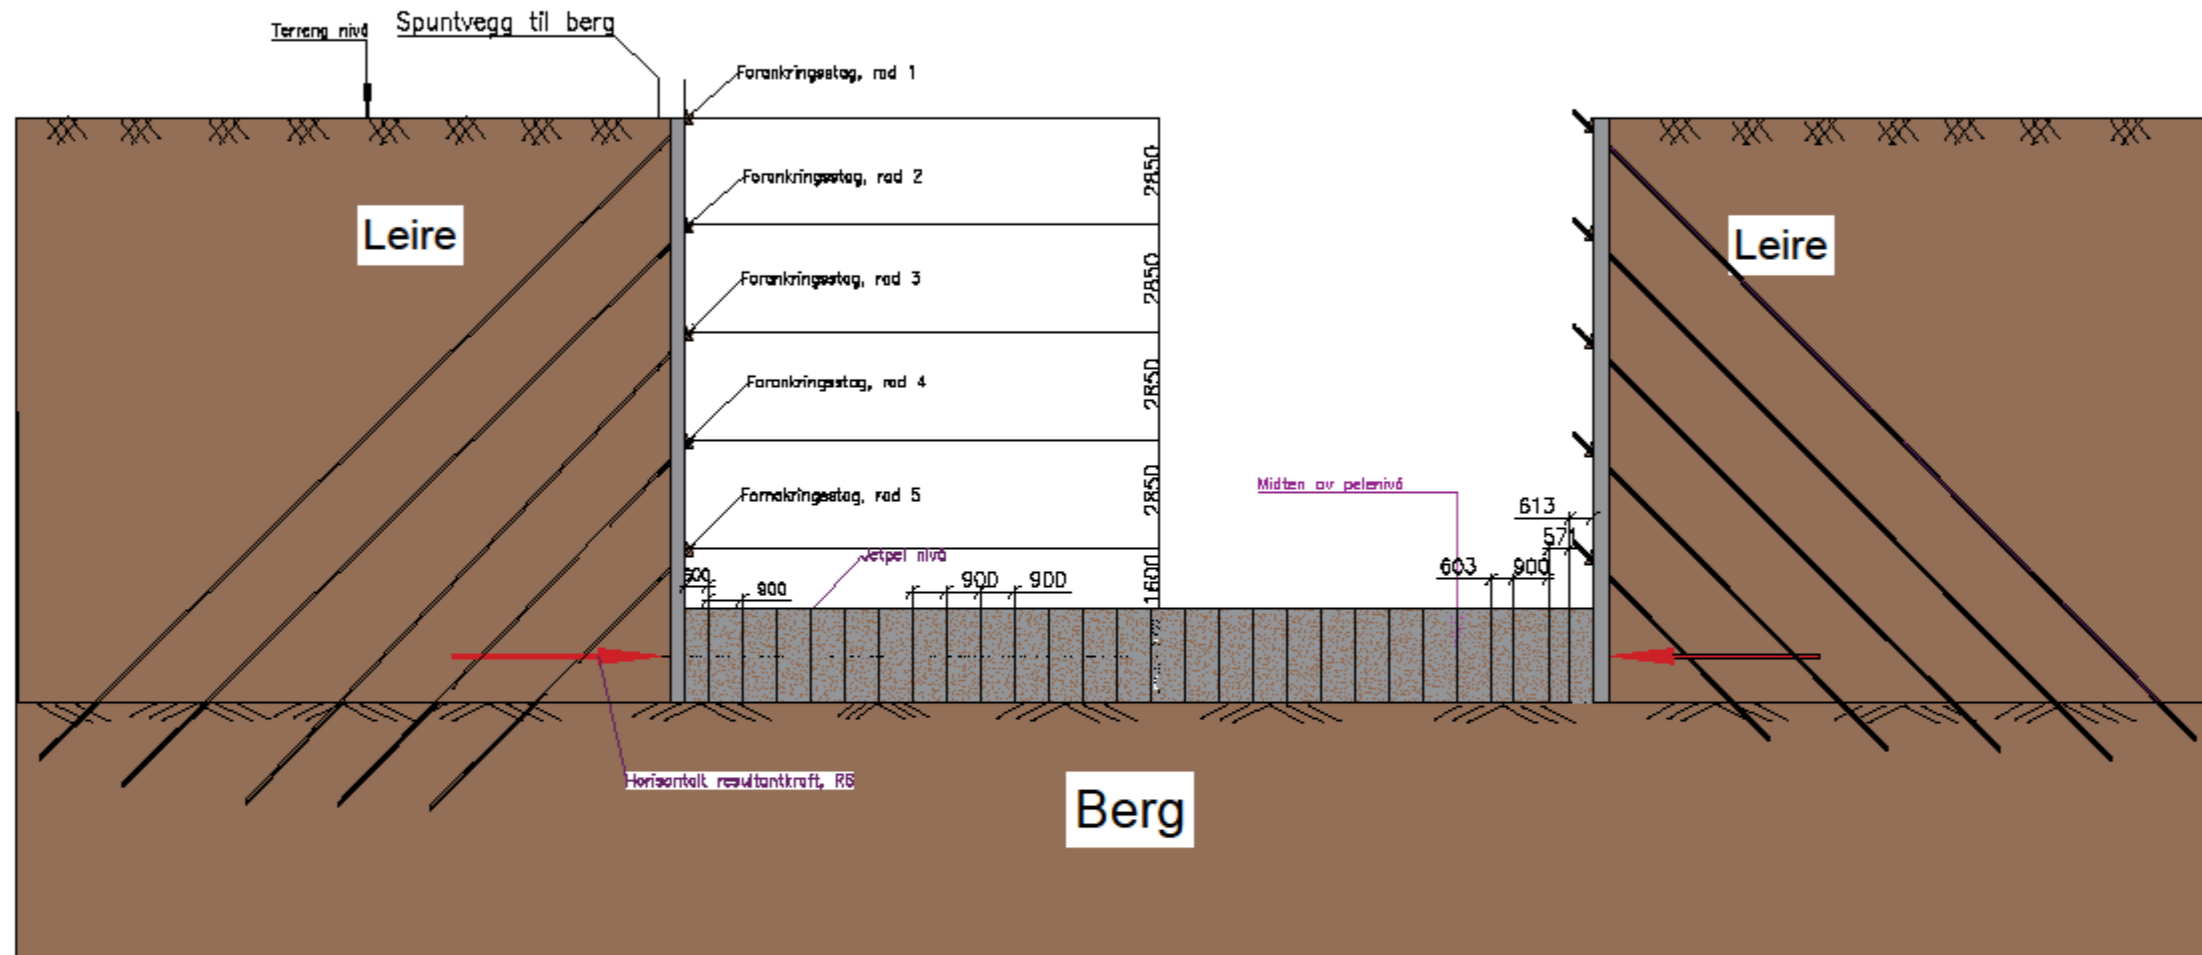 Terreng nivå
Spuntvegg til berg
Forankringsstag, rad 1
Forankringsstag, rad 2
Forankringsstag, rad 3
Forankringsstag, rad 4
Fornakringsstag, rad 5
2850
2850
2850
2850
1600
Leire
Leire
Midten av pelenivå
Jetpel nivå
613
571
603
900
600
900
900
900
Horisontalt resultantkraft, R6
Berg